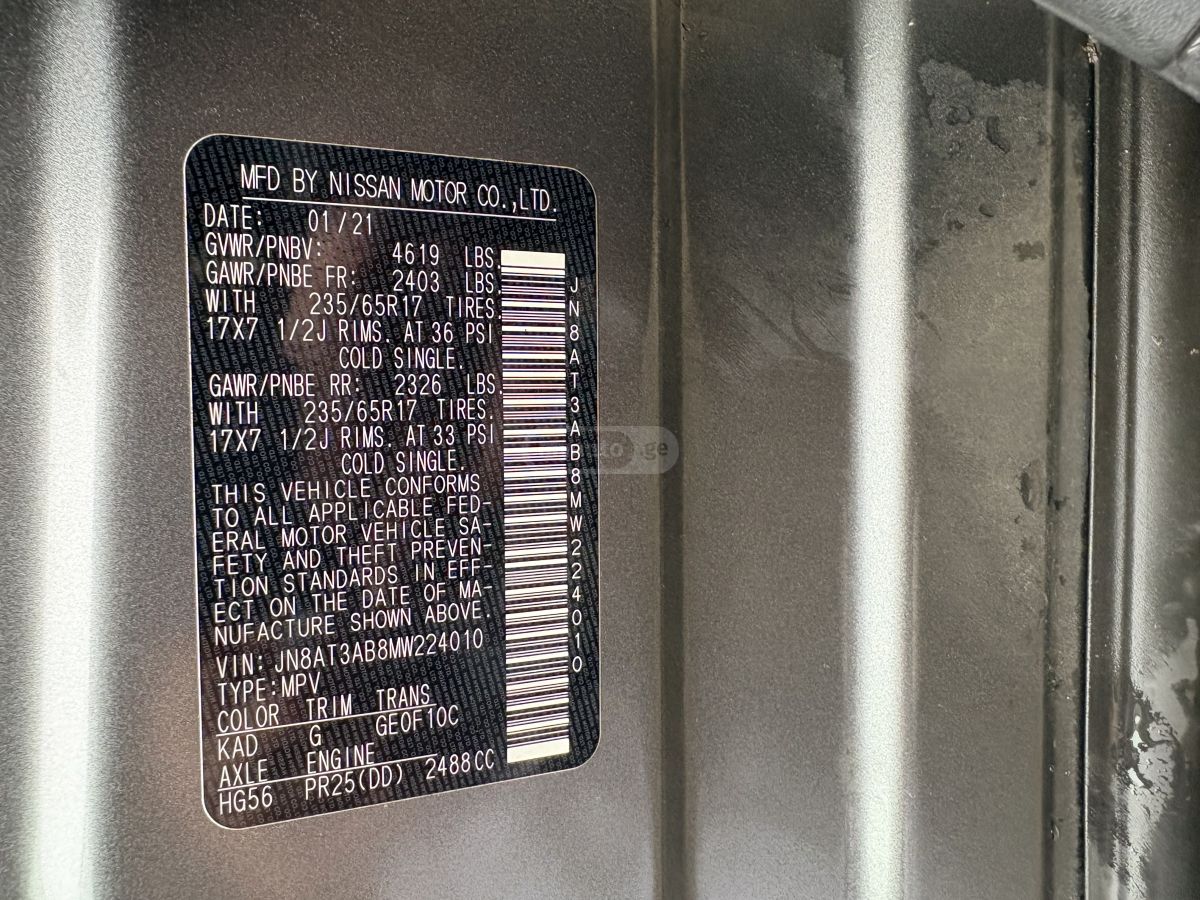 MFD BY NISSAN MOTOR CO.,LTD.
DATE: 01/21
GVWR/PNBV: 4619 LBS
GAWR/PNBE FR: 2403 LBS
WITH 235/65R17 TIRES.
17X7 1/2J RIMS. AT 36 PSI
COLD SINGLE.
GAWR/PNBE RR: 2326 LBS
WITH 235/65R17 TIRES.
17X7 1/2J RIMS. AT 33 PSI
COLD SINGLE.
THIS VEHICLE CONFORMS
TO ALL APPLICABLE FED-
ERAL MOTOR VEHICLE SA-
FETY AND THEFT PREVEN-
TION STANDARDS IN EFF-
ECT ON THE DATE OF MA-
NUFACTURE SHOWN ABOVE.
VIN: JN8AT3AB8MW224010
TYPE:MPV
COLOR TRIM TRANS
KAD G GE0F10C
AXLE ENGINE
HG56 PR25(DD) 2488CC
JN8AT3AB8MW224010
.ge